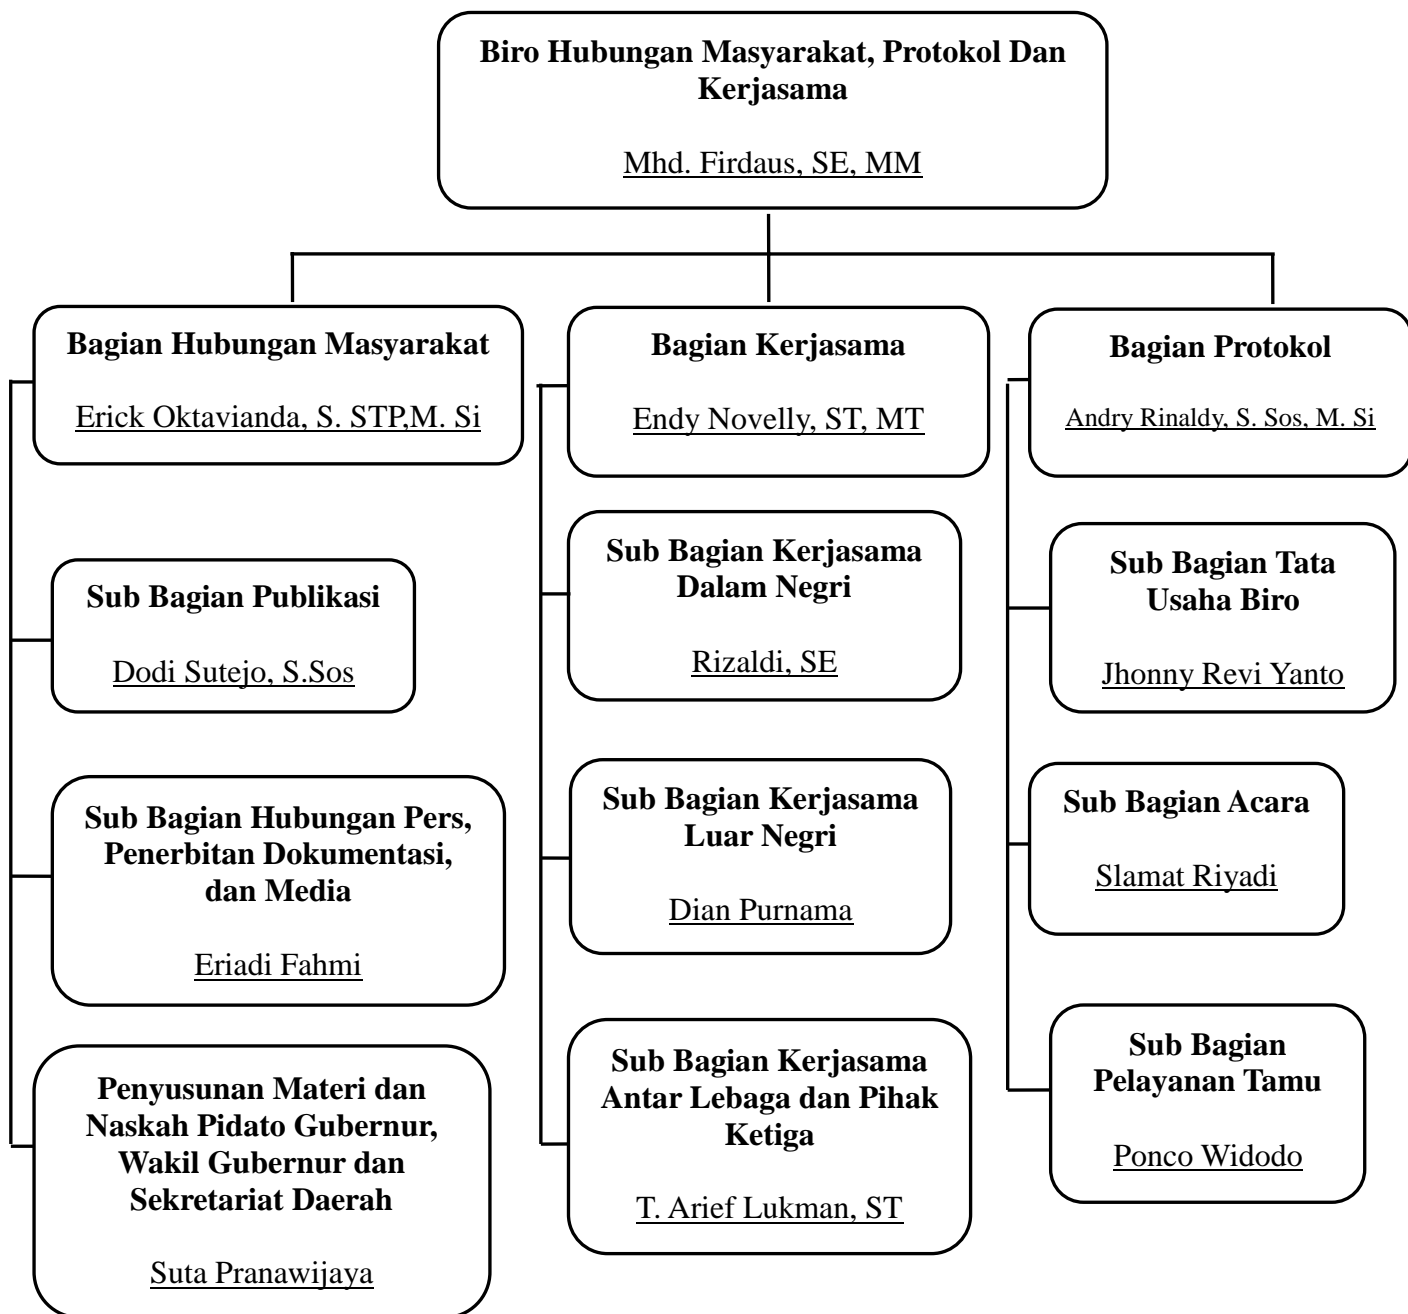 Biro Hubungan Masyarakat, Protokol Dan
Kerjasama
Mhd. Firdaus, SE, MM
Bagian Hubungan Masyarakat
Erick Oktavianda, S. STP,M. Si
Bagian Kerjasama
Endy Novelly, ST, MT
Bagian Protokol
Andry Rinaldy, S. Sos, M. Si
Sub Bagian Publikasi
Dodi Sutejo, S.Sos
Sub Bagian Kerjasama
Dalam Negri
Rizaldi, SE
Sub Bagian Tata
Usaha Biro
Jhonny Revi Yanto
Sub Bagian Hubungan Pers,
Penerbitan Dokumentasi,
dan Media
Eriadi Fahmi
Sub Bagian Kerjasama
Luar Negri
Dian Purnama
Sub Bagian Acara
Slamat Riyadi
Penyusunan Materi dan
Naskah Pidato Gubernur,
Wakil Gubernur dan
Sekretariat Daerah
Suta Pranawijaya
Sub Bagian Kerjasama
Antar Lebaga dan Pihak
Ketiga
T. Arief Lukman, ST
Sub Bagian
Pelayanan Tamu
Ponco Widodo